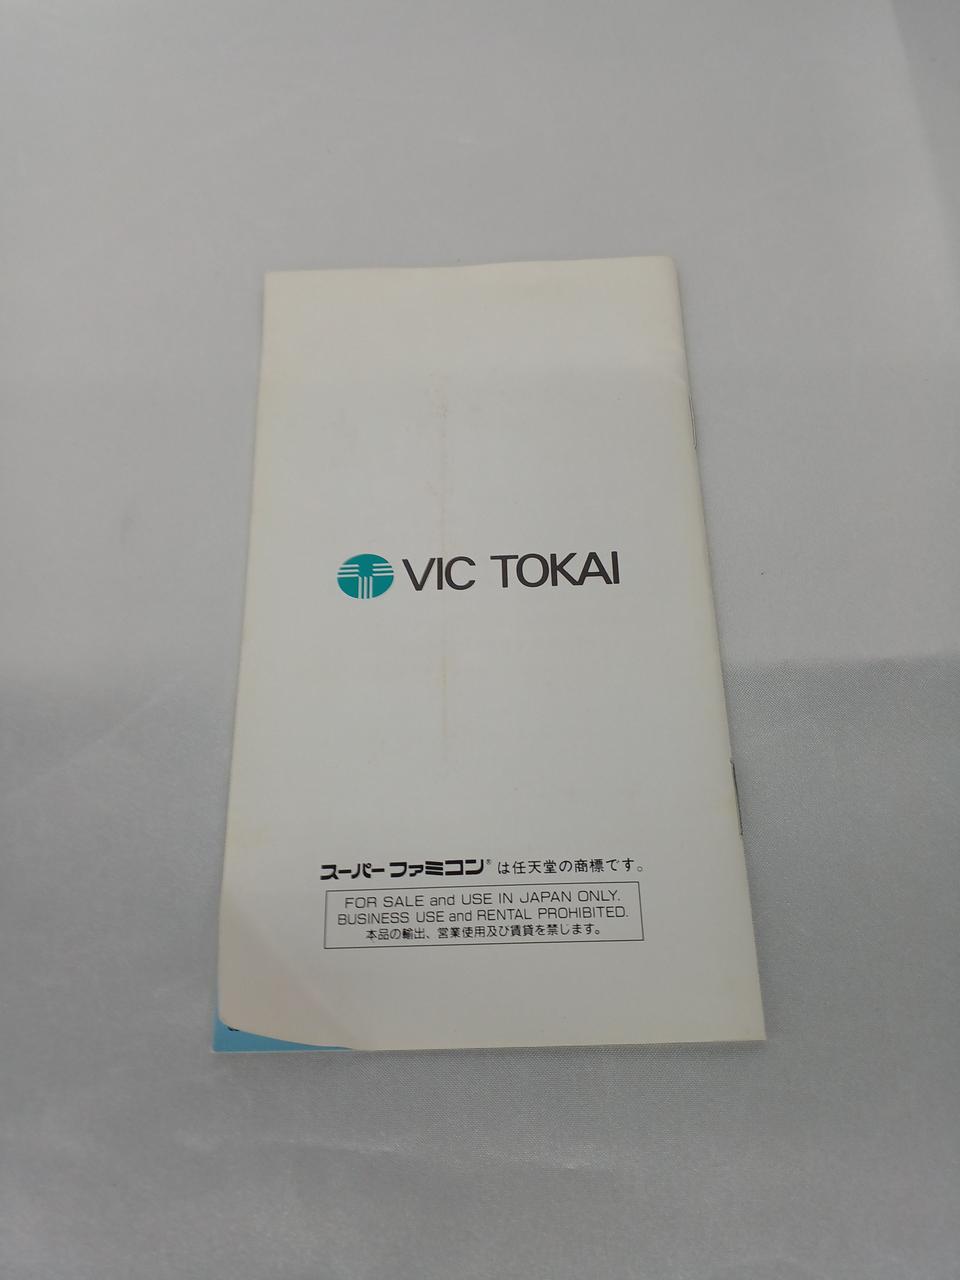 VIC TOKAI
スーパーファミコン®は任天堂の商標です。
FOR SALE and USE IN JAPAN ONLY.
BUSINESS USE and RENTAL PROHIBITED.
本品の輸出、営業使用及び賃貸を禁じます。